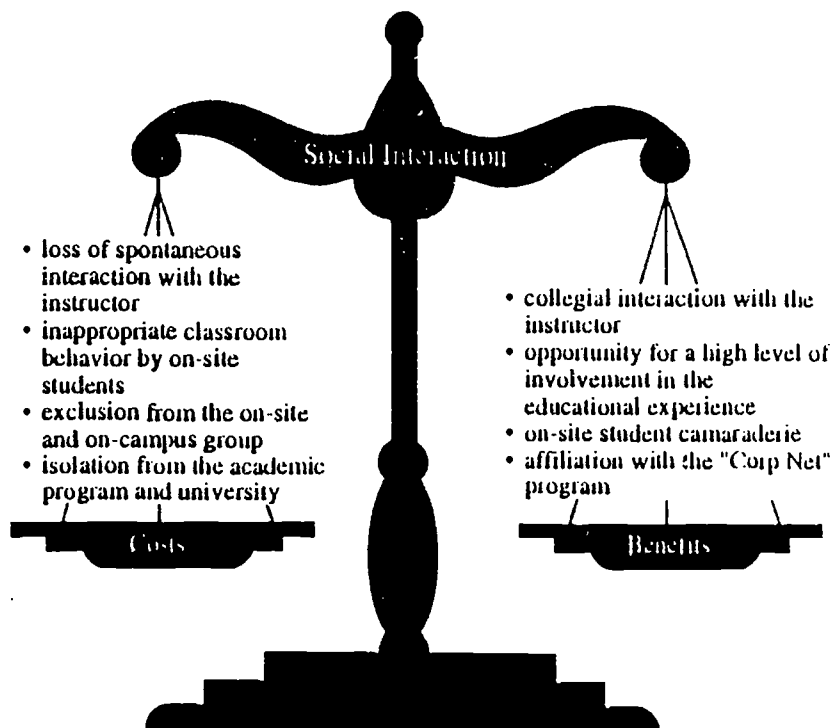 Social Interaction
• loss of spontaneous
interaction with the
instructor
• inappropriate classroom
behavior by on-site
students
• exclusion from the on-site
and on-campus group
• isolation from the academic
program and university
Costs
• collegial interaction with the
instructor
• opportunity for a high level of
involvement in the
educational experience
• on-site student camaraderie
• affiliation with the "Corp Net"
program
Benefits